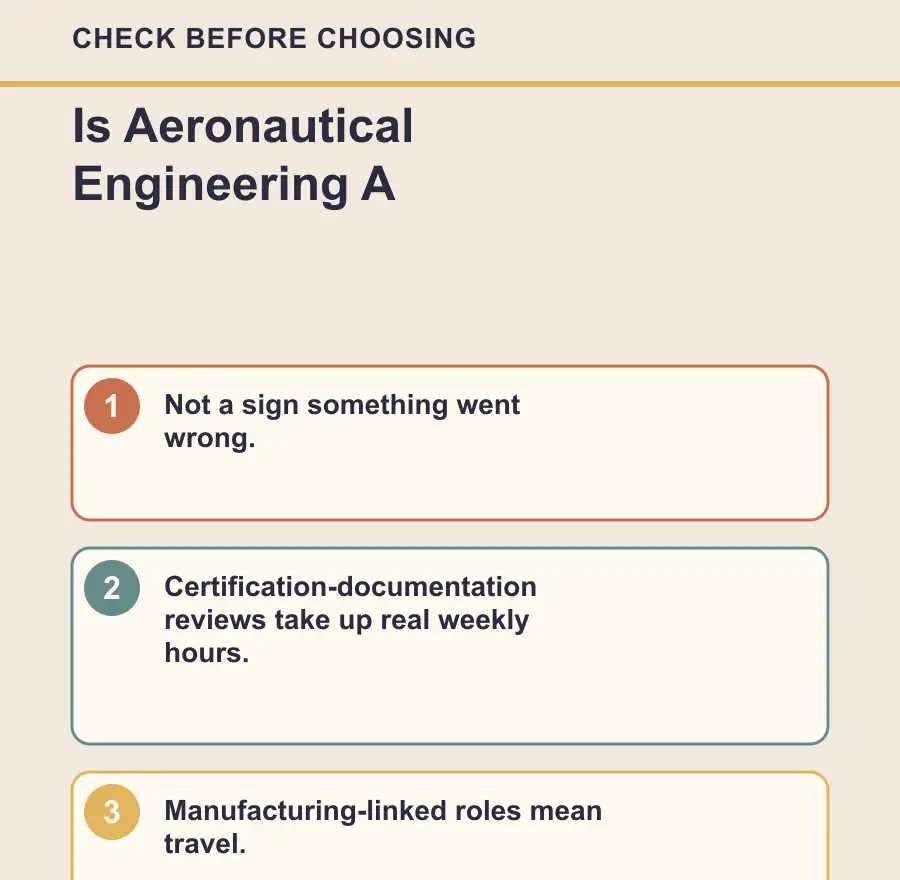 CHECK BEFORE CHOOSING
Is Aeronautical
Engineering A
1
Not a sign something went
wrong.
2
Certification-documentation
reviews take up real weekly
hours.
3
Manufacturing-linked roles mean
travel.